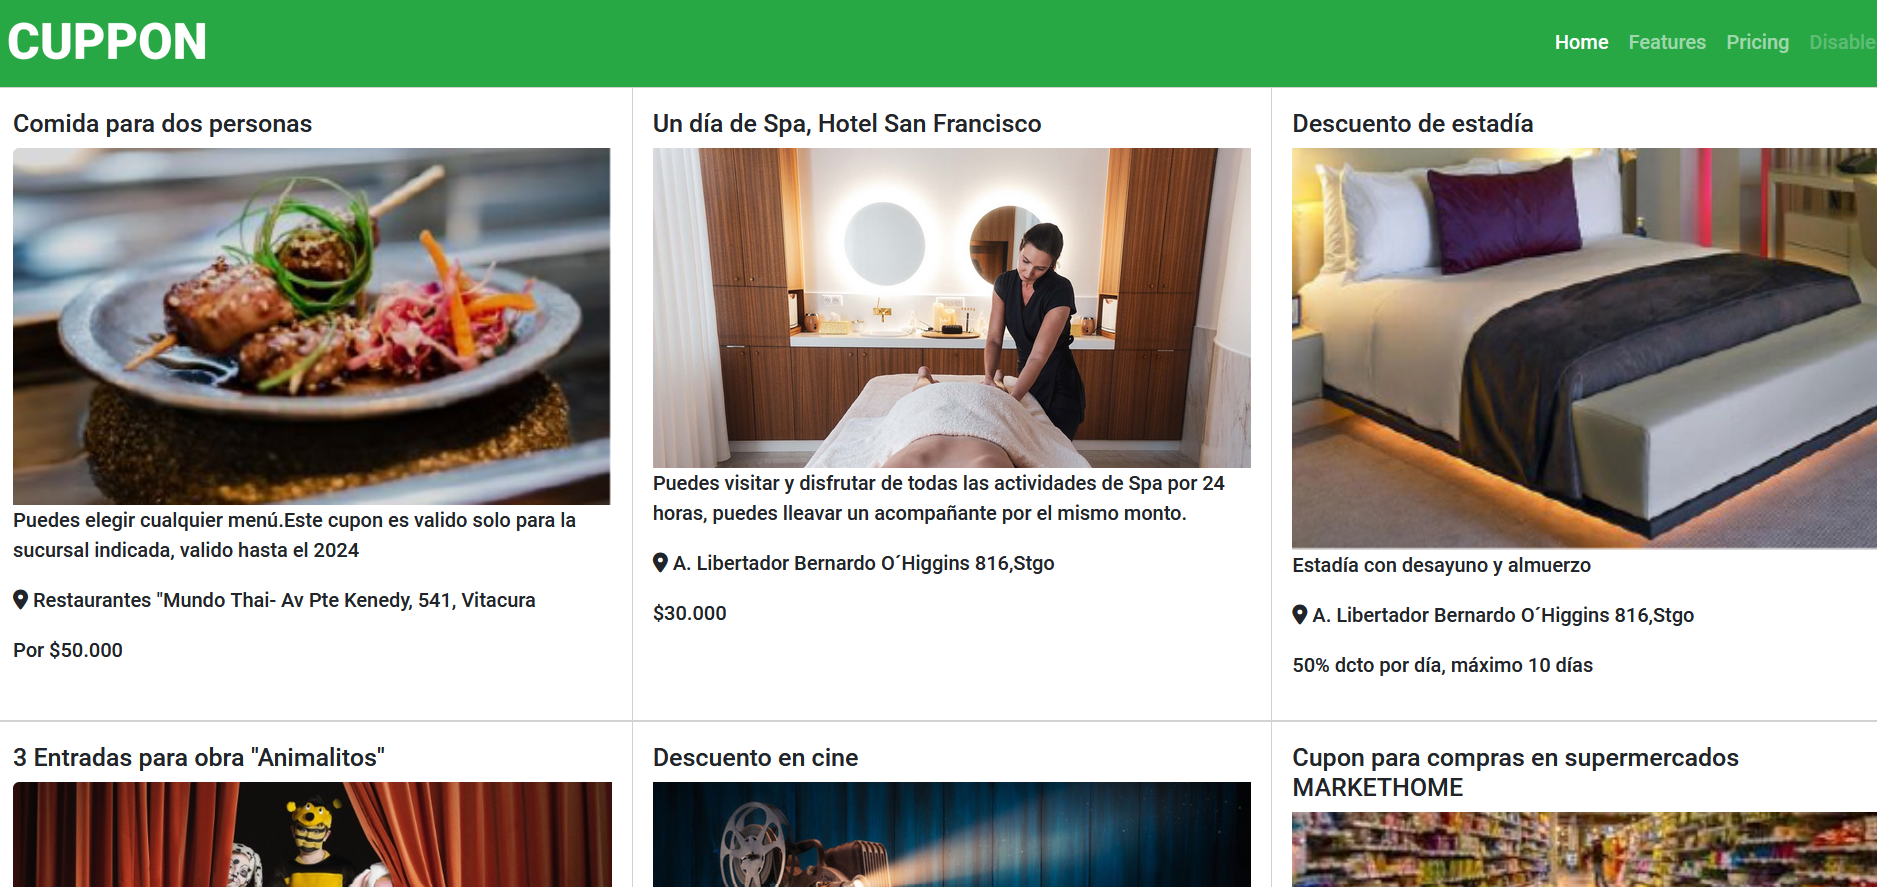 CUPPON
Home Features Pricing Disable
Comida para dos personas
Puedes elegir cualquier menú.Este cupon es valido solo para la
sucursal indicada, valido hasta el 2024
Restaurantes "Mundo Thai- Av Pte Kenedy, 541, Vitacura
Por $50.000
Un día de Spa, Hotel San Francisco
Puedes visitar y disfrutar de todas las actividades de Spa por 24
horas, puedes lleavar un acompañante por el mismo monto.
A. Libertador Bernardo O´Higgins 816,Stgo
$30.000
Descuento de estadía
Estadía con desayuno y almuerzo
A. Libertador Bernardo O´Higgins 816,Stgo
50% dcto por día, máximo 10 días
3 Entradas para obra "Animalitos"
Descuento en cine
Cupon para compras en supermercados
MARKETHOME